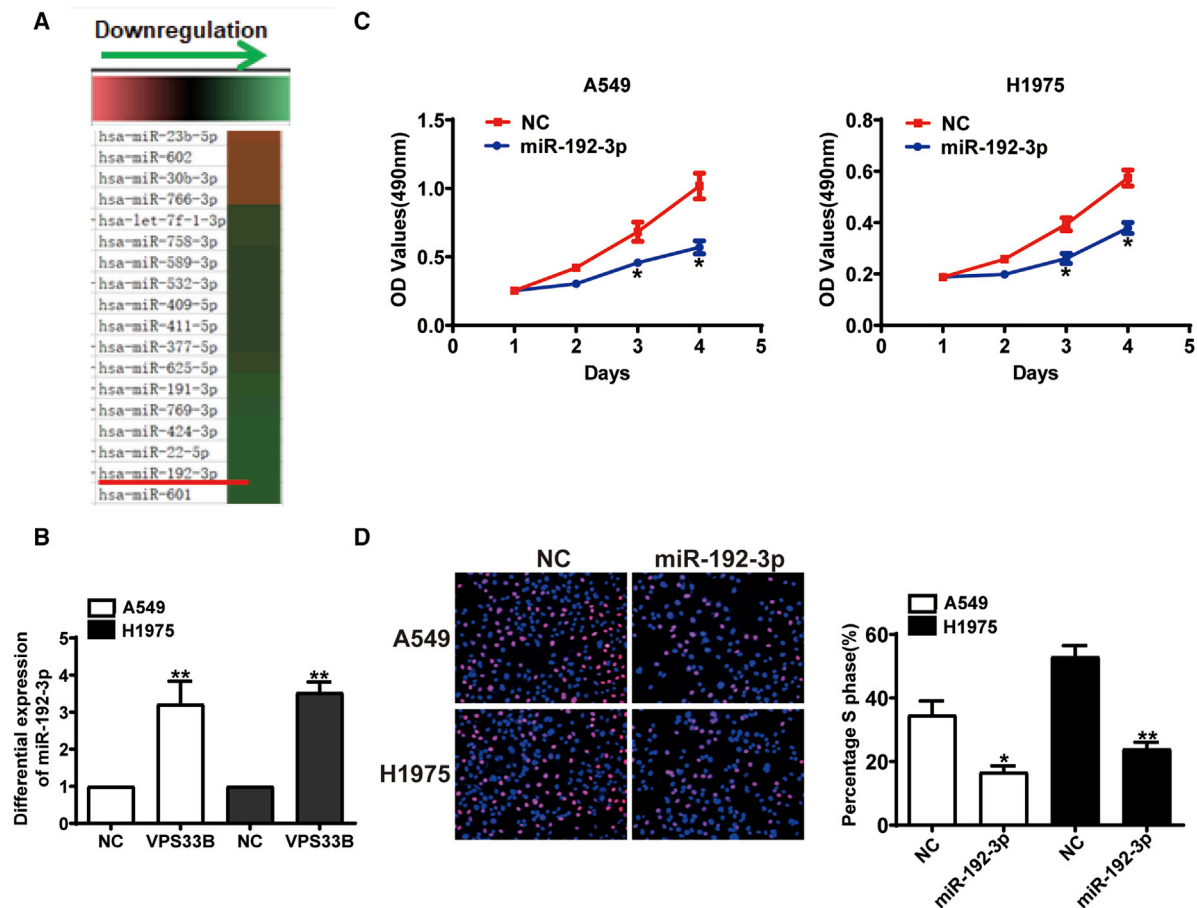 A
Downregulation
hsa-miR-23b-5p
hsa-miR-602
hsa-miR-30b-3p
hsa-miR-766-3p
hsa-let-7f-1-3p
hsa-miR-758-3p
hsa-miR-589-3p
hsa-miR-532-3p
hsa-miR-409-5p
hsa-miR-411-5p
hsa-miR-377-5p
hsa-miR-625-5p
hsa-miR-191-3p
hsa-miR-769-3p
hsa-miR-424-3p
hsa-miR-22-5p
hsa-miR-192-3p
hsa-miR-601
B
A549
H1975
Differential expression
of miR-192-3p
5
4
3
2
1
0
**
**
NC VPS33B NC VPS33B
C
A549
NC
miR-192-3p
OD Values(490nm)
1.5
1.0
0.5
0.0
* *
0 1 2 3 4 5
Days
H1975
NC
miR-192-3p
OD Values(490nm)
0.8
0.6
0.4
0.2
0.0
* *
0 1 2 3 4 5
Days
D
NC miR-192-3p
A549
H1975
A549
H1975
Percentage S phase(%)
60
40
20
0
*
**
NC miR-192-3p NC miR-192-3p